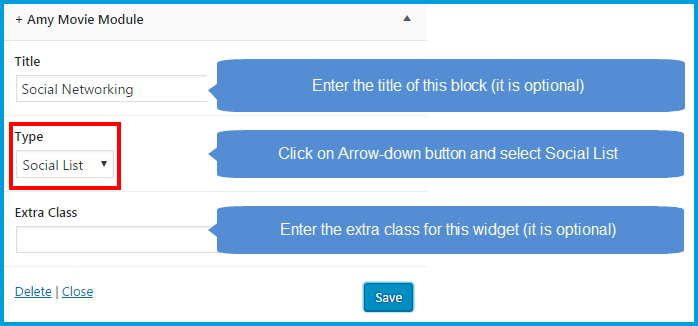 + Amy Movie Module
Title
Social Networking
Enter the title of this block (it is optional)
Type
Social List
Click on Arrow-down button and select Social List
Extra Class
Enter the extra class for this widget (it is optional)
Delete | Close
Save